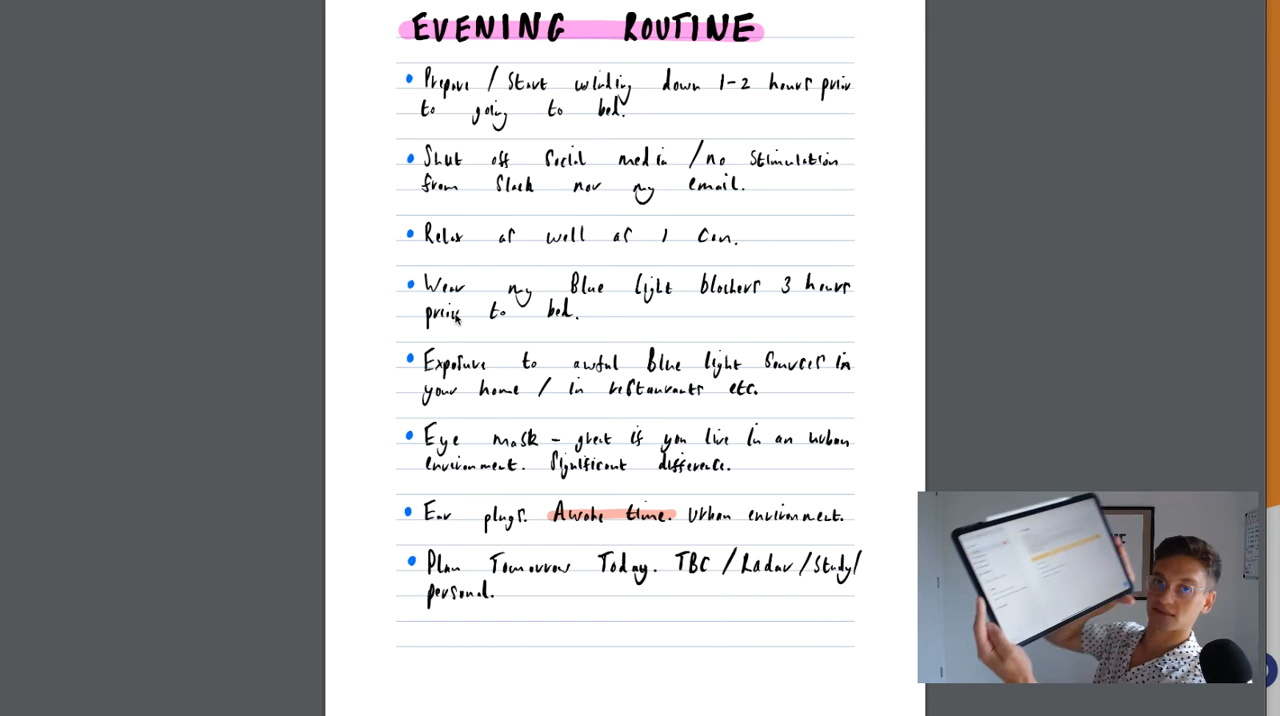 EVENING ROUTINE
• Prepare / Start winding down 1-2 hours prior
to going to bed.
• Shut off social media / no stimulation
from Slack nor my email.
• Relax as well as I can.
• Wear my Blue light blockers 3 hours
prior to bed.
• Exposure to awful Blue light sources in
your home / in restaurants etc.
• Eye mask - great if you live in an urban
environment. Significant difference.
• Ear plugs. Awake time. Urban environment.
• Plan Tomorrow Today. TBC / Radar / Study /
personal.